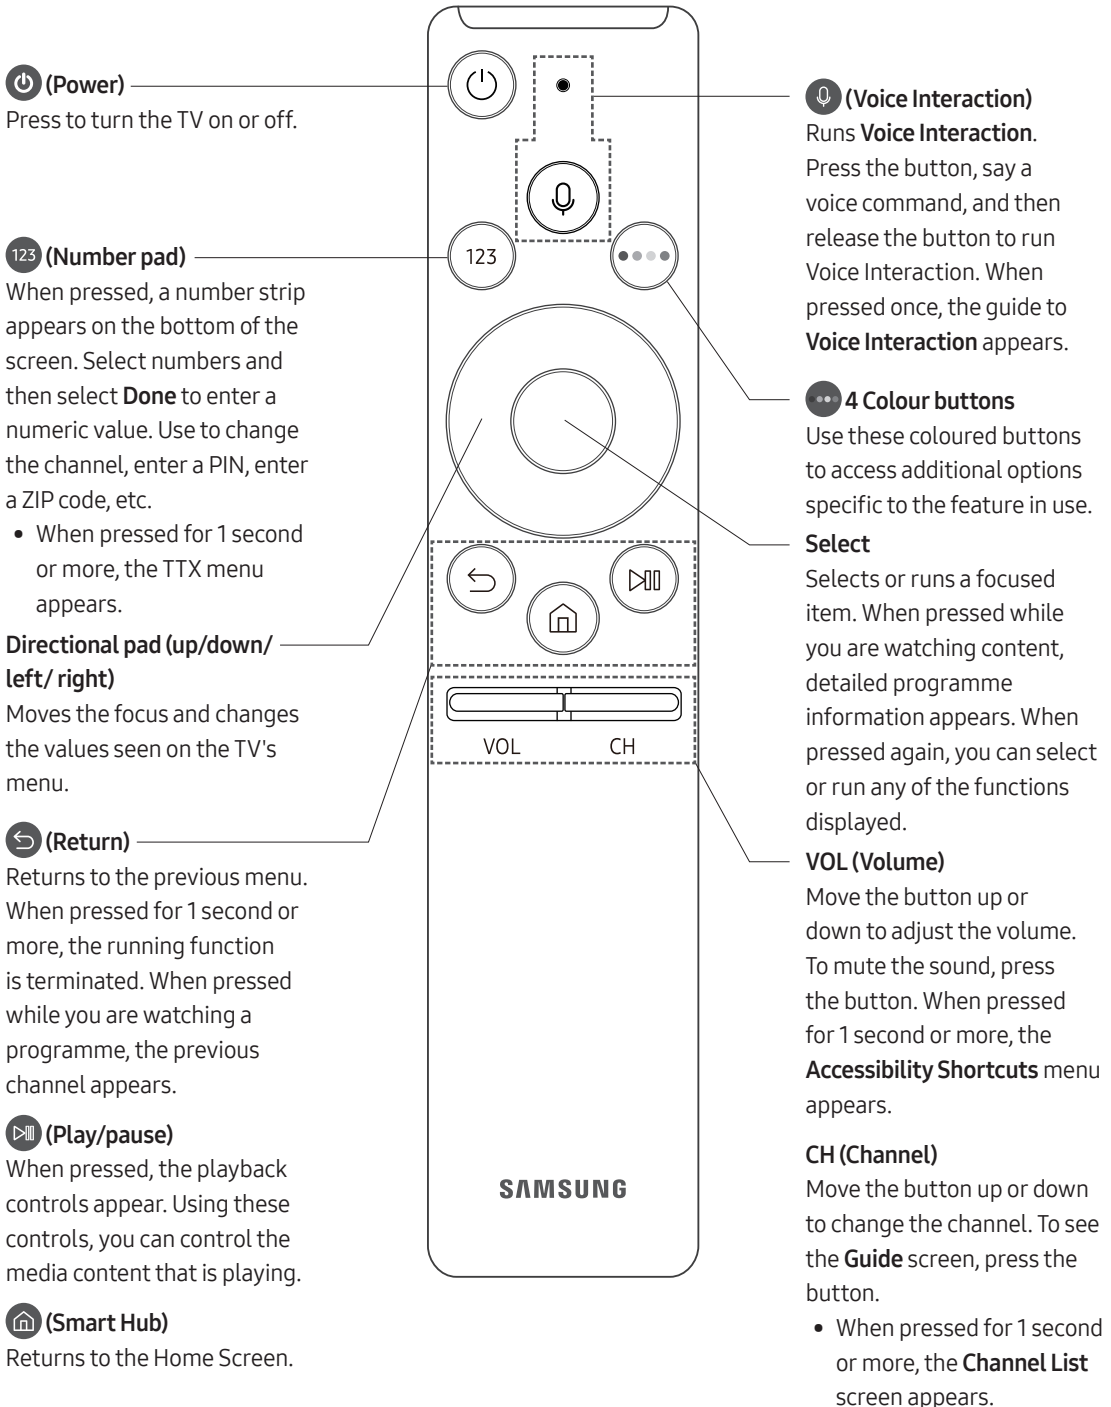 (Power)
Press to turn the TV on or off.
123 (Number pad)
When pressed, a number strip
appears on the bottom of the
screen. Select numbers and
then select Done to enter a
numeric value. Use to change
the channel, enter a PIN, enter
a ZIP code, etc.
• When pressed for 1 second
or more, the TTX menu
appears.
Directional pad (up/down/
left/ right)
Moves the focus and changes
the values seen on the TV's
menu.
(Return)
Returns to the previous menu.
When pressed for 1 second or
more, the running function
is terminated. When pressed
while you are watching a
programme, the previous
channel appears.
(Play/pause)
When pressed, the playback
controls appear. Using these
controls, you can control the
media content that is playing.
(Smart Hub)
Returns to the Home Screen.
123
VOL CH
SAMSUNG
(Voice Interaction)
Runs Voice Interaction.
Press the button, say a
voice command, and then
release the button to run
Voice Interaction. When
pressed once, the guide to
Voice Interaction appears.
4 Colour buttons
Use these coloured buttons
to access additional options
specific to the feature in use.
Select
Selects or runs a focused
item. When pressed while
you are watching content,
detailed programme
information appears. When
pressed again, you can select
or run any of the functions
displayed.
VOL (Volume)
Move the button up or
down to adjust the volume.
To mute the sound, press
the button. When pressed
for 1 second or more, the
Accessibility Shortcuts menu
appears.
CH (Channel)
Move the button up or down
to change the channel. To see
the Guide screen, press the
button.
• When pressed for 1 second
or more, the Channel List
screen appears.